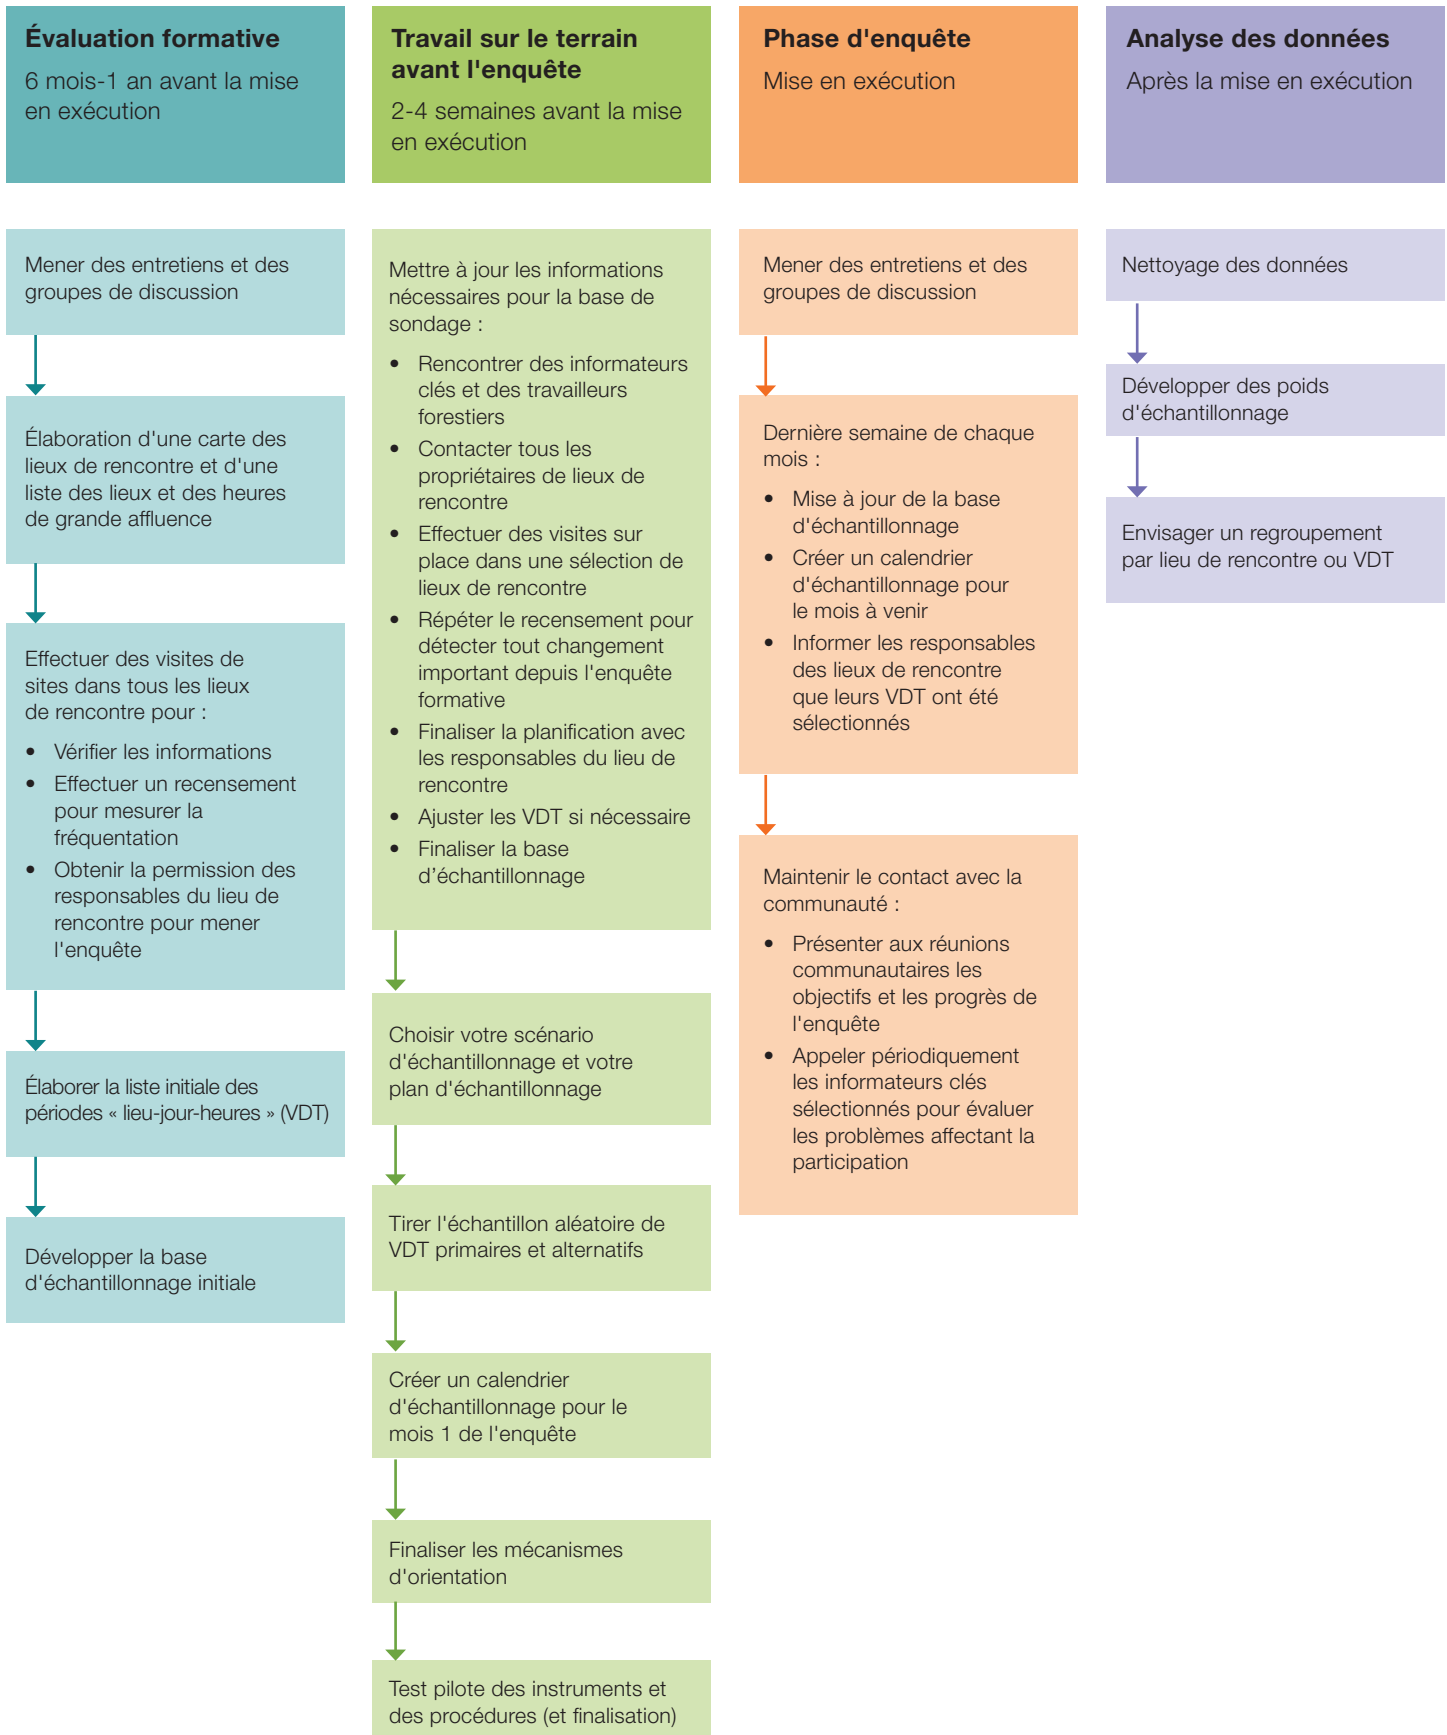 Évaluation formative
6 mois-1 an avant la mise
en exécution
Mener des entretiens et des
groupes de discussion
Élaboration d'une carte des
lieux de rencontre et d'une
liste des lieux et des heures
de grande affluence
Effectuer des visites de
sites dans tous les lieux
de rencontre pour :
• Vérifier les informations
• Effectuer un recensement
pour mesurer la
fréquentation
• Obtenir la permission des
responsables du lieu de
rencontre pour mener
l'enquête
Élaborer la liste initiale des
périodes « lieu-jour-heures » (VDT)
Développer la base
d'échantillonnage initiale
Travail sur le terrain
avant l'enquête
2-4 semaines avant la mise
en exécution
Mettre à jour les informations
nécessaires pour la base de
sondage :
• Rencontrer des informateurs
clés et des travailleurs
forestiers
• Contacter tous les
propriétaires de lieux de
rencontre
• Effectuer des visites sur
place dans une sélection de
lieux de rencontre
• Répéter le recensement pour
détecter tout changement
important depuis l'enquête
formative
• Finaliser la planification avec
les responsables du lieu de
rencontre
• Ajuster les VDT si nécessaire
• Finaliser la base
d’échantillonnage
Choisir votre scénario
d'échantillonnage et votre
plan d'échantillonnage
Tirer l'échantillon aléatoire de
VDT primaires et alternatifs
Créer un calendrier
d'échantillonnage pour le
mois 1 de l'enquête
Finaliser les mécanismes
d'orientation
Test pilote des instruments et
des procédures (et finalisation)
Phase d'enquête
Mise en exécution
Mener des entretiens et des
groupes de discussion
Dernière semaine de chaque
mois :
• Mise à jour de la base
d'échantillonnage
• Créer un calendrier
d'échantillonnage pour
le mois à venir
• Informer les responsables
des lieux de rencontre
que leurs VDT ont été
sélectionnés
Maintenir le contact avec la
communauté :
• Présenter aux réunions
communautaires les
objectifs et les progrès de
l'enquête
• Appeler périodiquement
les informateurs clés
sélectionnés pour évaluer
les problèmes affectant la
participation
Analyse des données
Après la mise en exécution
Nettoyage des données
Développer des poids
d'échantillonnage
Envisager un regroupement
par lieu de rencontre ou VDT